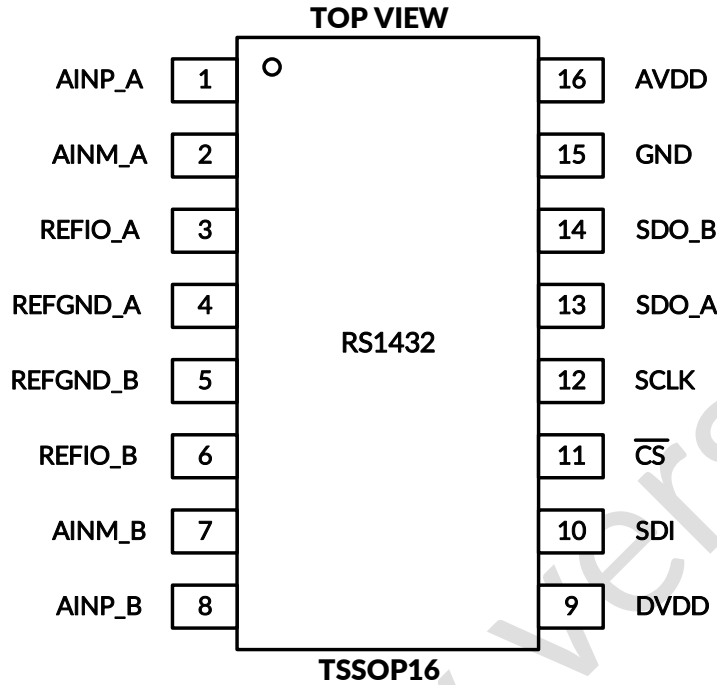 TOP VIEW
AINP_A 1 16 AVDD
AINM_A 2 15 GND
REFIO_A 3 14 SDO_B
REFGND_A 4 13 SDO_A
RS1432
REFGND_B 5 12 SCLK
REFIO_B 6 11 C̅S̅
AINM_B 7 10 SDI
AINP_B 8 9 DVDD
TSSOP16